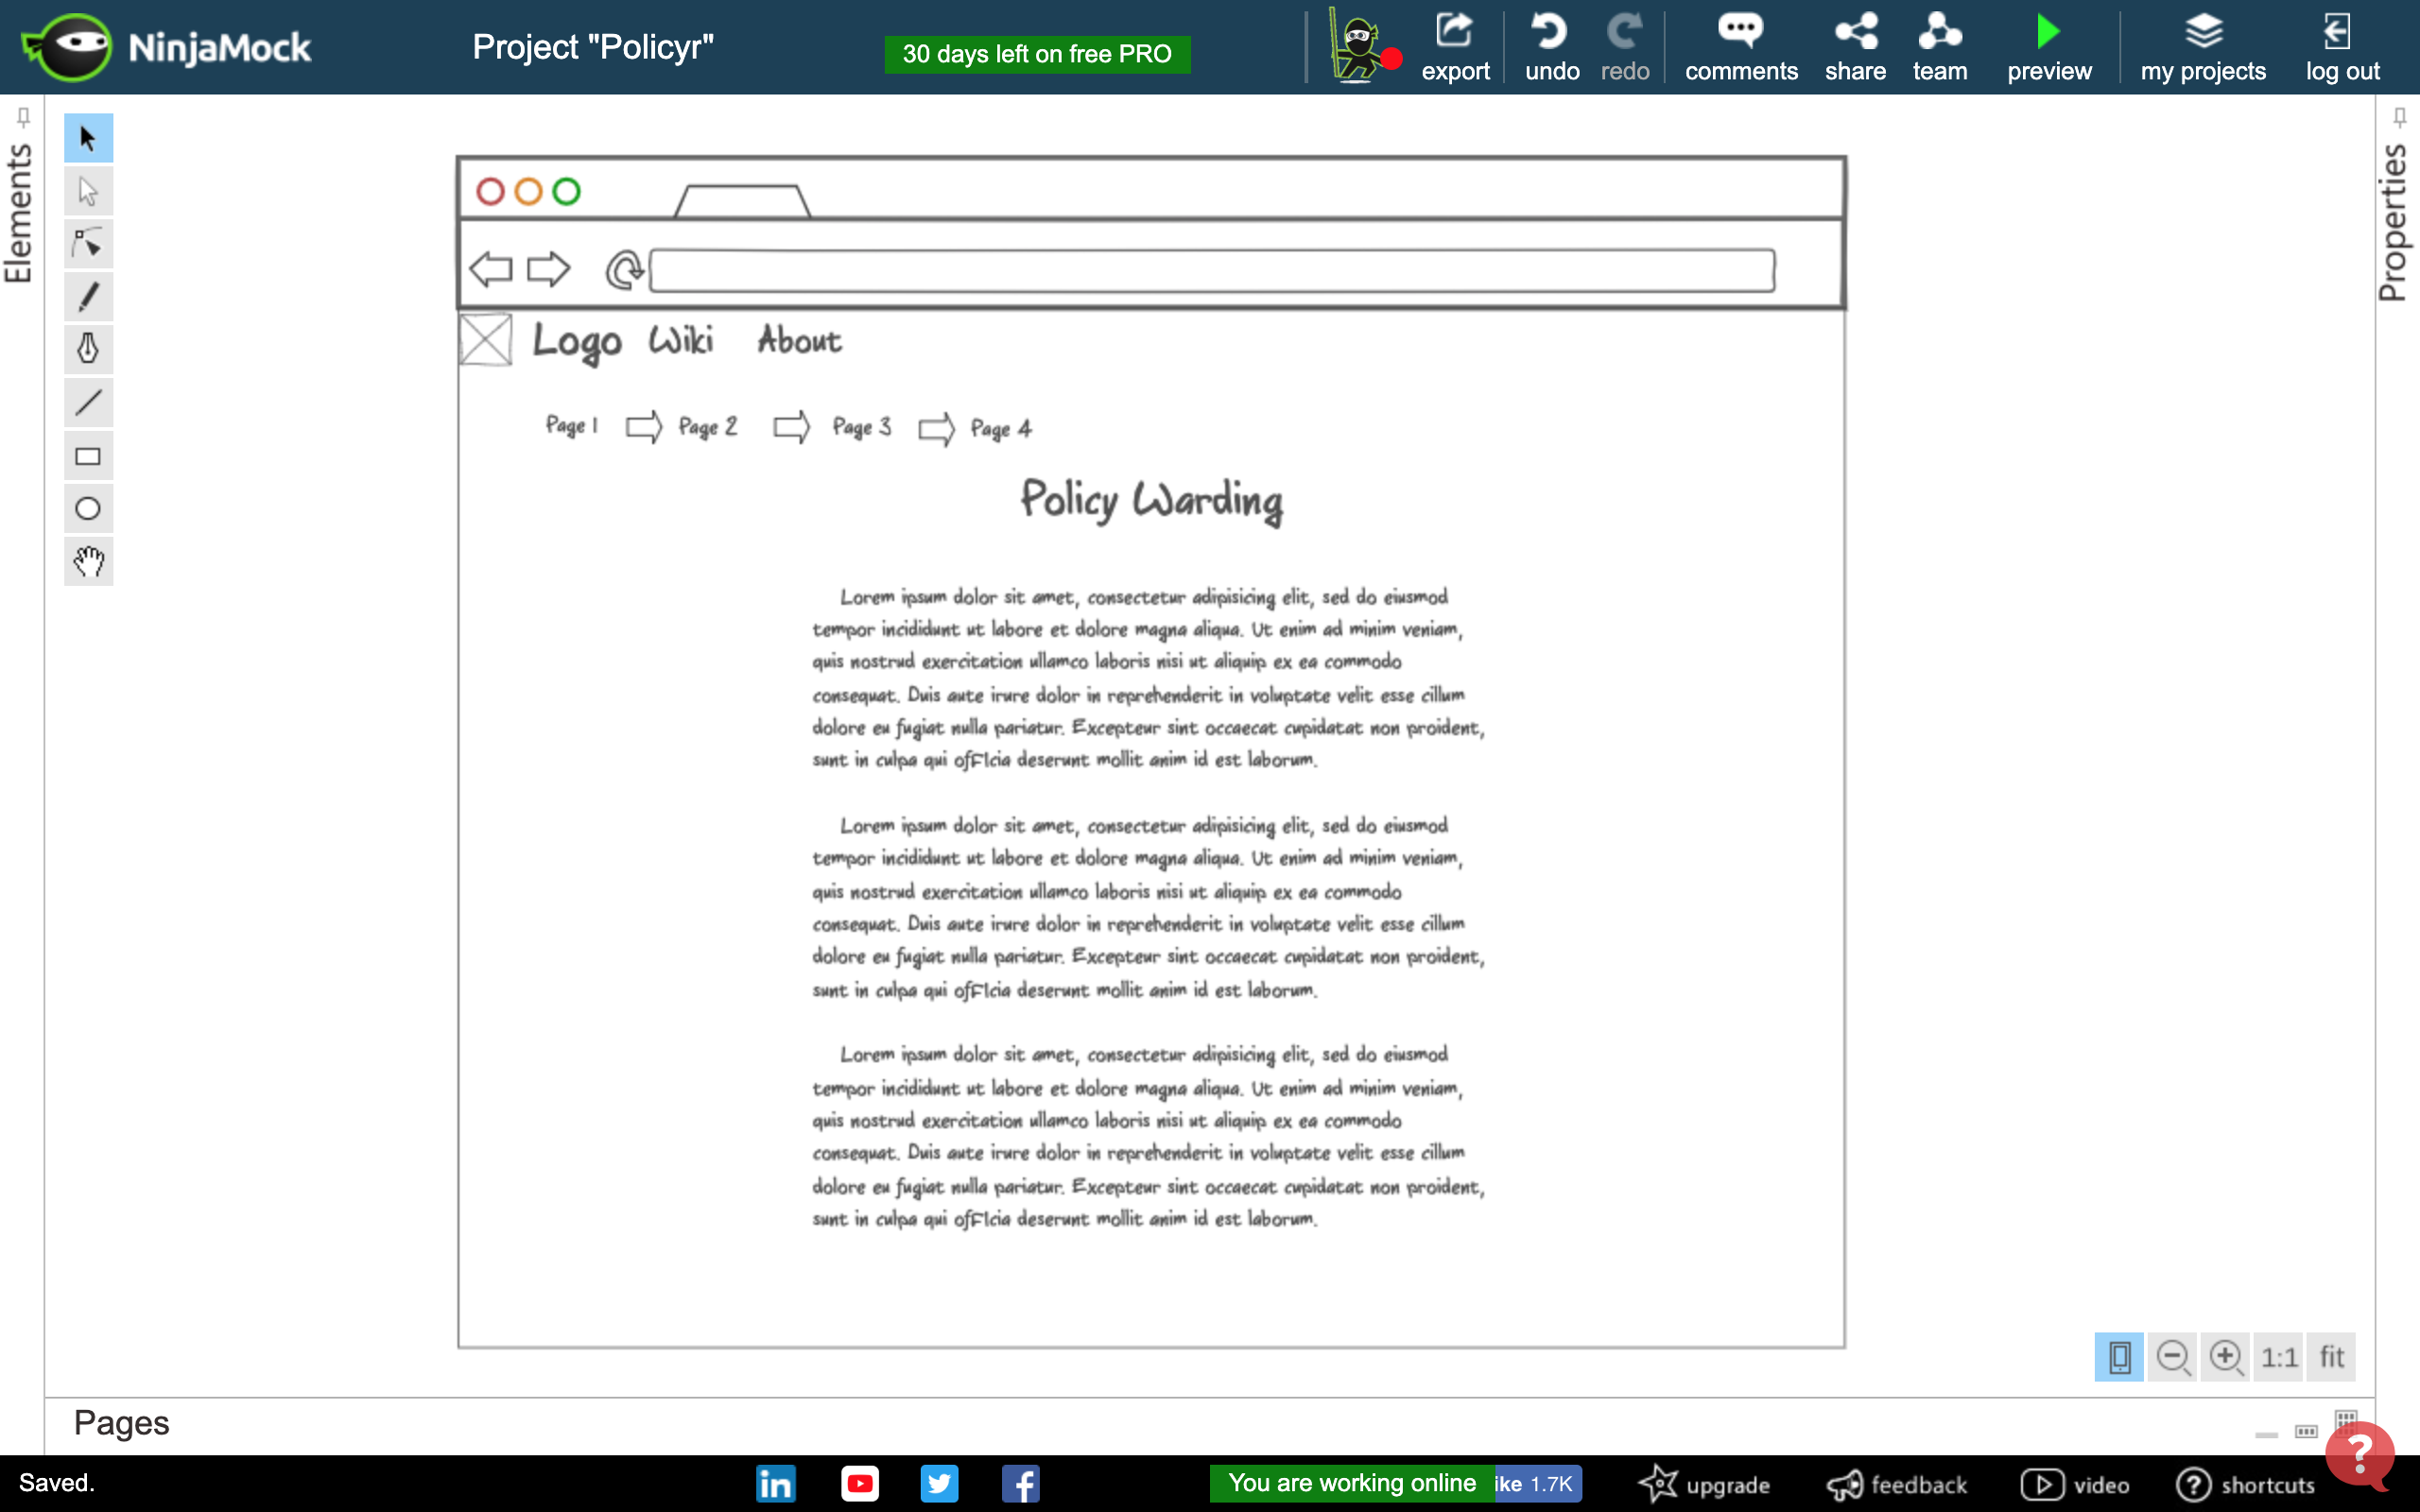 NinjaMock
Project "Policyr"
30 days left on free PRO
export
undo
redo
comments
share
team
preview
my projects
log out
Elements
Properties
Logo Wiki About
Page 1 Page 2 Page 3 Page 4
Policy Warding
Lorem ipsum dolor sit amet, consectetur adipisicing elit, sed do eiusmod
tempor incididunt ut labore et dolore magna aliqua. Ut enim ad minim veniam,
quis nostrud exercitation ullamco laboris nisi ut aliquip ex ea commodo
consequat. Duis aute irure dolor in reprehenderit in voluptate velit esse cillum
dolore eu fugiat nulla pariatur. Excepteur sint occaecat cupidatat non proident,
sunt in culpa qui officia deserunt mollit anim id est laborum.
Lorem ipsum dolor sit amet, consectetur adipisicing elit, sed do eiusmod
tempor incididunt ut labore et dolore magna aliqua. Ut enim ad minim veniam,
quis nostrud exercitation ullamco laboris nisi ut aliquip ex ea commodo
consequat. Duis aute irure dolor in reprehenderit in voluptate velit esse cillum
dolore eu fugiat nulla pariatur. Excepteur sint occaecat cupidatat non proident,
sunt in culpa qui officia deserunt mollit anim id est laborum.
Lorem ipsum dolor sit amet, consectetur adipisicing elit, sed do eiusmod
tempor incididunt ut labore et dolore magna aliqua. Ut enim ad minim veniam,
quis nostrud exercitation ullamco laboris nisi ut aliquip ex ea commodo
consequat. Duis aute irure dolor in reprehenderit in voluptate velit esse cillum
dolore eu fugiat nulla pariatur. Excepteur sint occaecat cupidatat non proident,
sunt in culpa qui officia deserunt mollit anim id est laborum.
1:1 fit
Pages
Saved.
in
f
You are working online
ike 1.7K
upgrade
feedback
video
? shortcuts
?